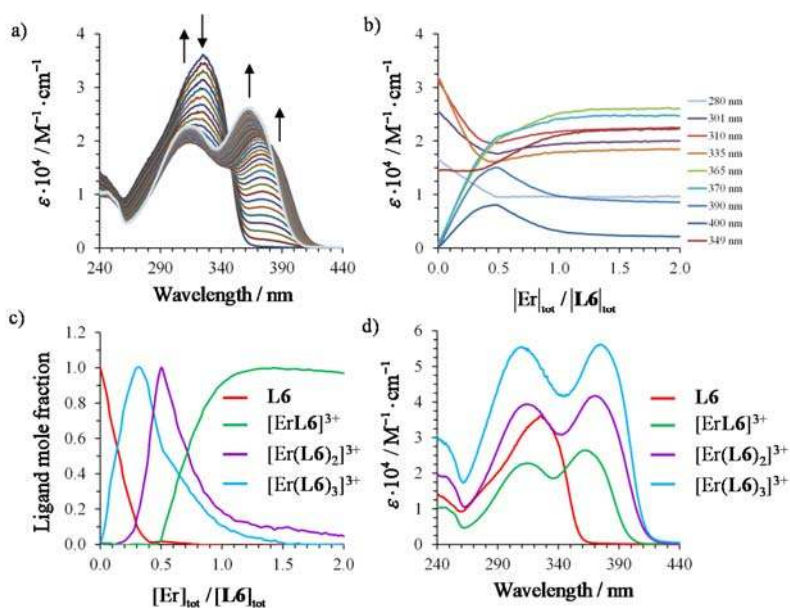 a)
4
3
2
1
0
ε·10⁴ / M⁻¹·cm⁻¹
240 290 340 390 440
Wavelength / nm
b)
4
3
2
1
0
ε·10⁴ / M⁻¹·cm⁻¹
0.0 0.5 1.0 1.5 2.0
|Er|tot / |L6|tot
280 nm
301 nm
310 nm
335 nm
365 nm
370 nm
390 nm
400 nm
349 nm
c)
1.2
1.0
0.8
0.6
0.4
0.2
0.0
Ligand mole fraction
0.0 0.5 1.0 1.5 2.0
[Er]tot / [L6]tot
L6
[ErL6]³⁺
[Er(L6)₂]³⁺
[Er(L6)₃]³⁺
d)
6
5
4
3
2
1
0
ε·10⁴ / M⁻¹·cm⁻¹
240 290 340 390 440
Wavelength / nm
L6
[ErL6]³⁺
[Er(L6)₂]³⁺
[Er(L6)₃]³⁺